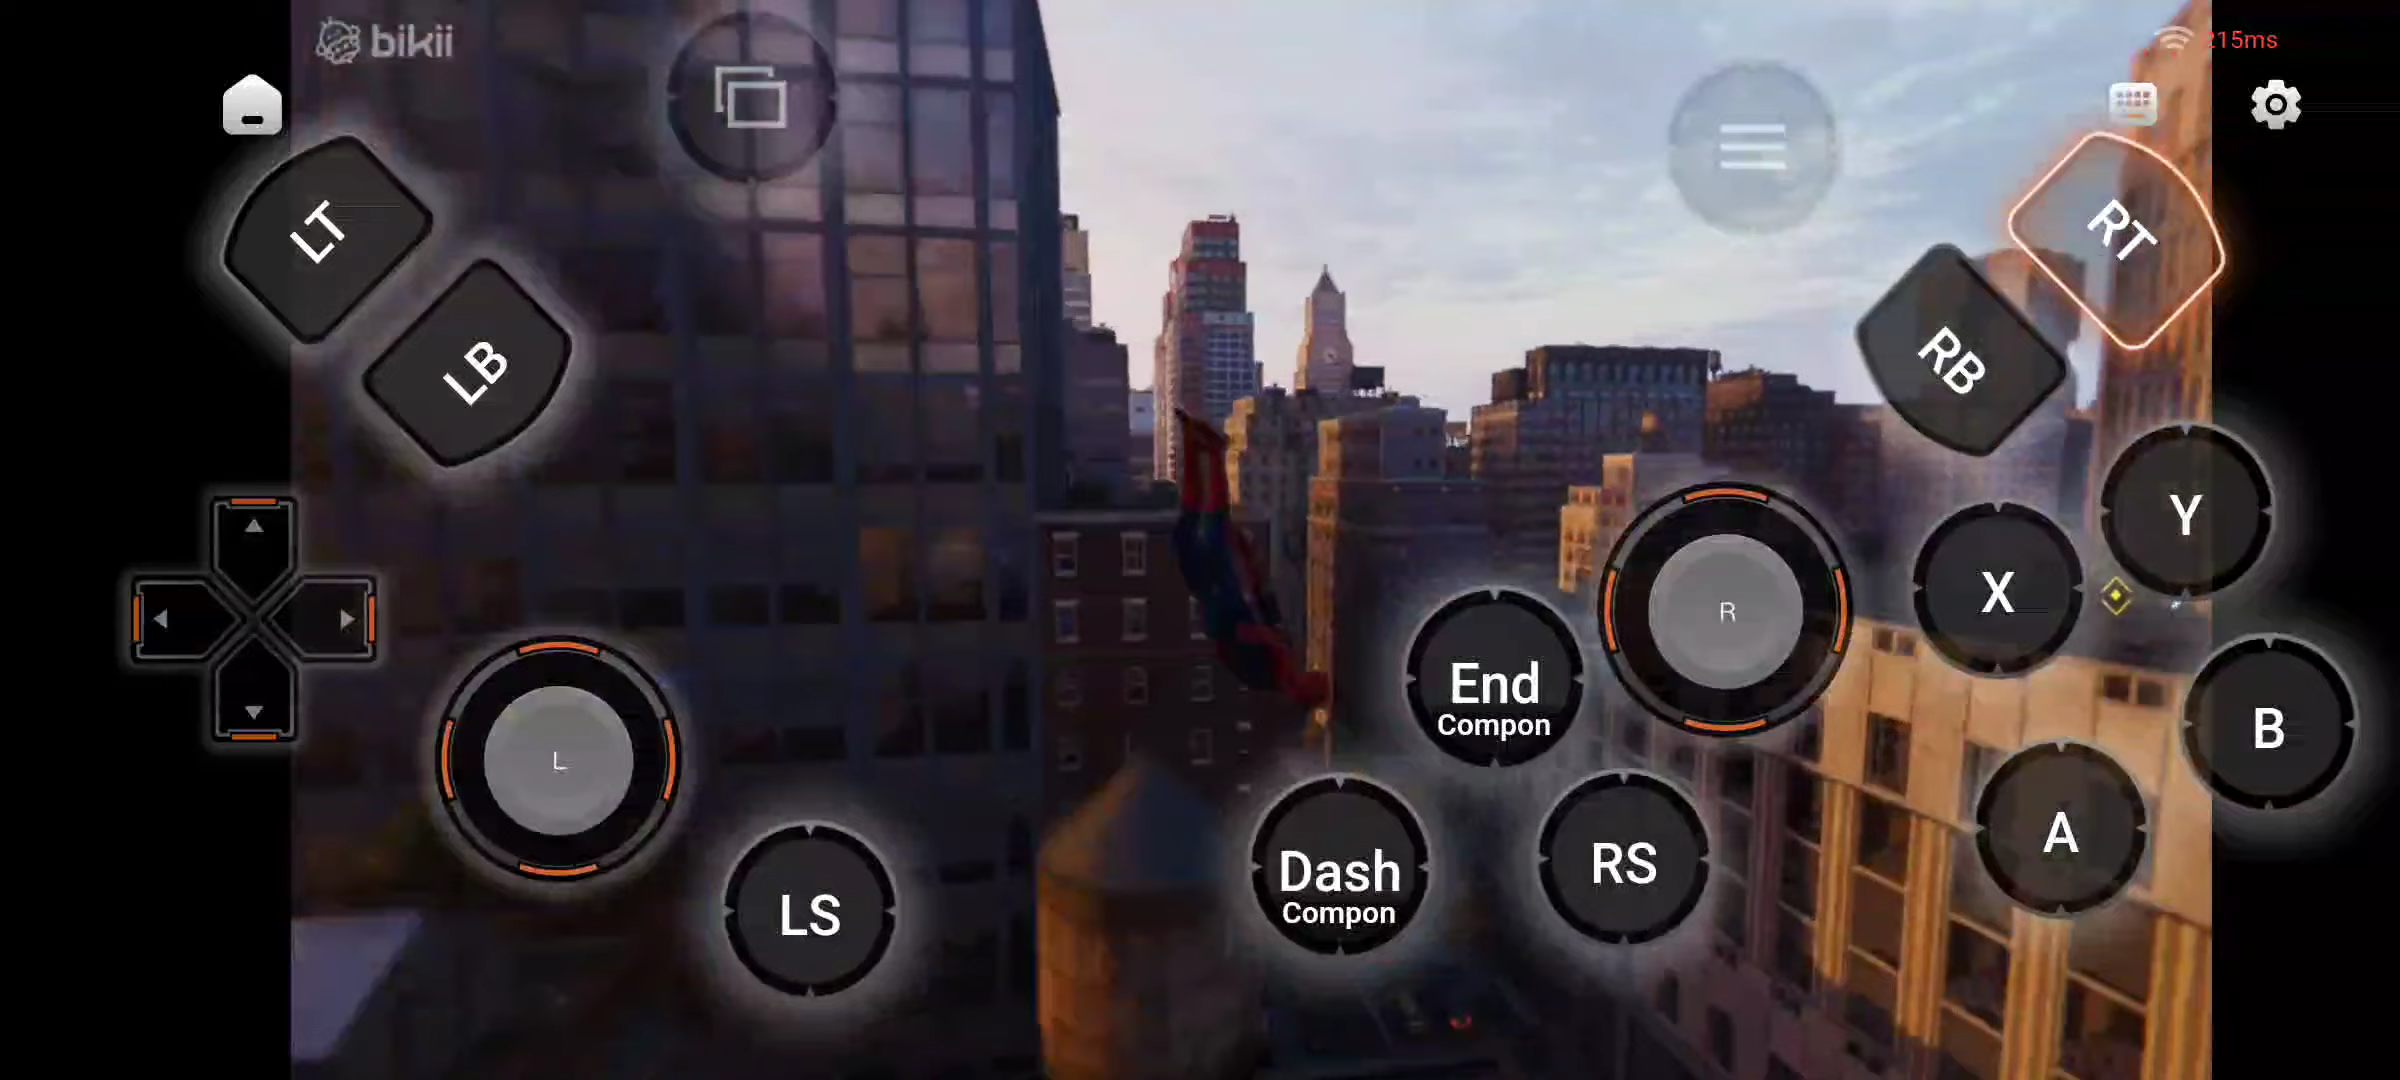 bikii
215ms
LT
RT
LB
RB
Y
X
R
End
Compon
B
L
A
Dash
Compon
RS
LS